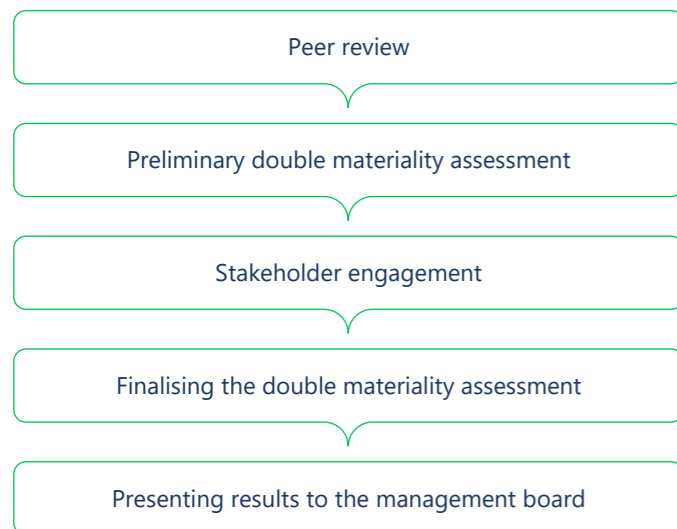 Peer review
Preliminary double materiality assessment
Stakeholder engagement
Finalising the double materiality assessment
Presenting results to the management board